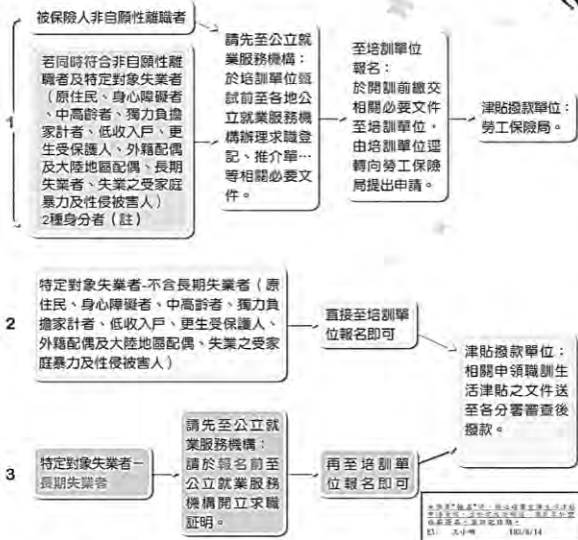 1
被保險人非自願性離職者
若同時符合非自願性離
職者及特定對象失業者
（原住民、身心障礙者
、中高齡者、獨力負擔
家計者、低收入戶、更
生受保護人、外籍配偶
及大陸地區配偶、長期
失業者、失業之受家庭
暴力及性侵被害人）
2種身分者（註）
請先至公立就
業服務機構：
於培訓單位甄
試前至各地公
立就業服務機
構辦理求職登
記、推介單…
等相關必要文
件。
至培訓單位
報名：
於開訓前繳交
相關必要文件
至培訓單位，
由培訓單位逕
轉向勞工保險
局提出申請。
津貼撥款單位：
勞工保險局。
2
特定對象失業者-不含長期失業者（原
住民、身心障礙者、中高齡者、獨力負
擔家計者、低收入戶、更生受保護人、
外籍配偶及大陸地區配偶、失業之受家
庭暴力及性侵被害人）
直接至培訓單
位報名即可
津貼撥款單位：
相關申領職訓生
活津貼之文件送
至各分署審查後
撥款。
3
特定對象失業者－
長期失業者
請先至公立就
業服務機構：
請於報名前至
公立就業服務
機構開立求職
証明。
再至培訓單
位報名即可
王小明 103/8/14